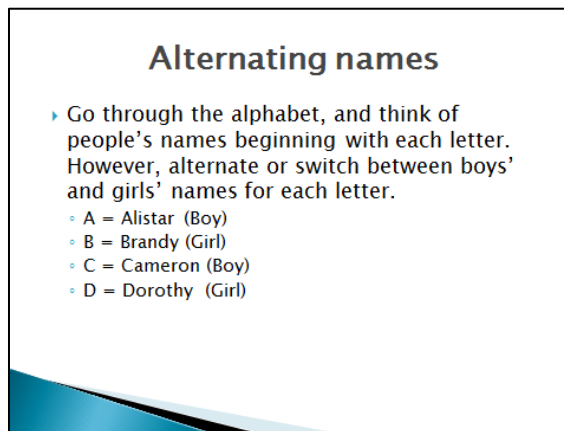 Alternating names
Go through the alphabet, and think of
people's names beginning with each letter.
However, alternate or switch between boys'
and girls' names for each letter.
A = Alistar (Boy)
B = Brandy (Girl)
C = Cameron (Boy)
D = Dorothy (Girl)